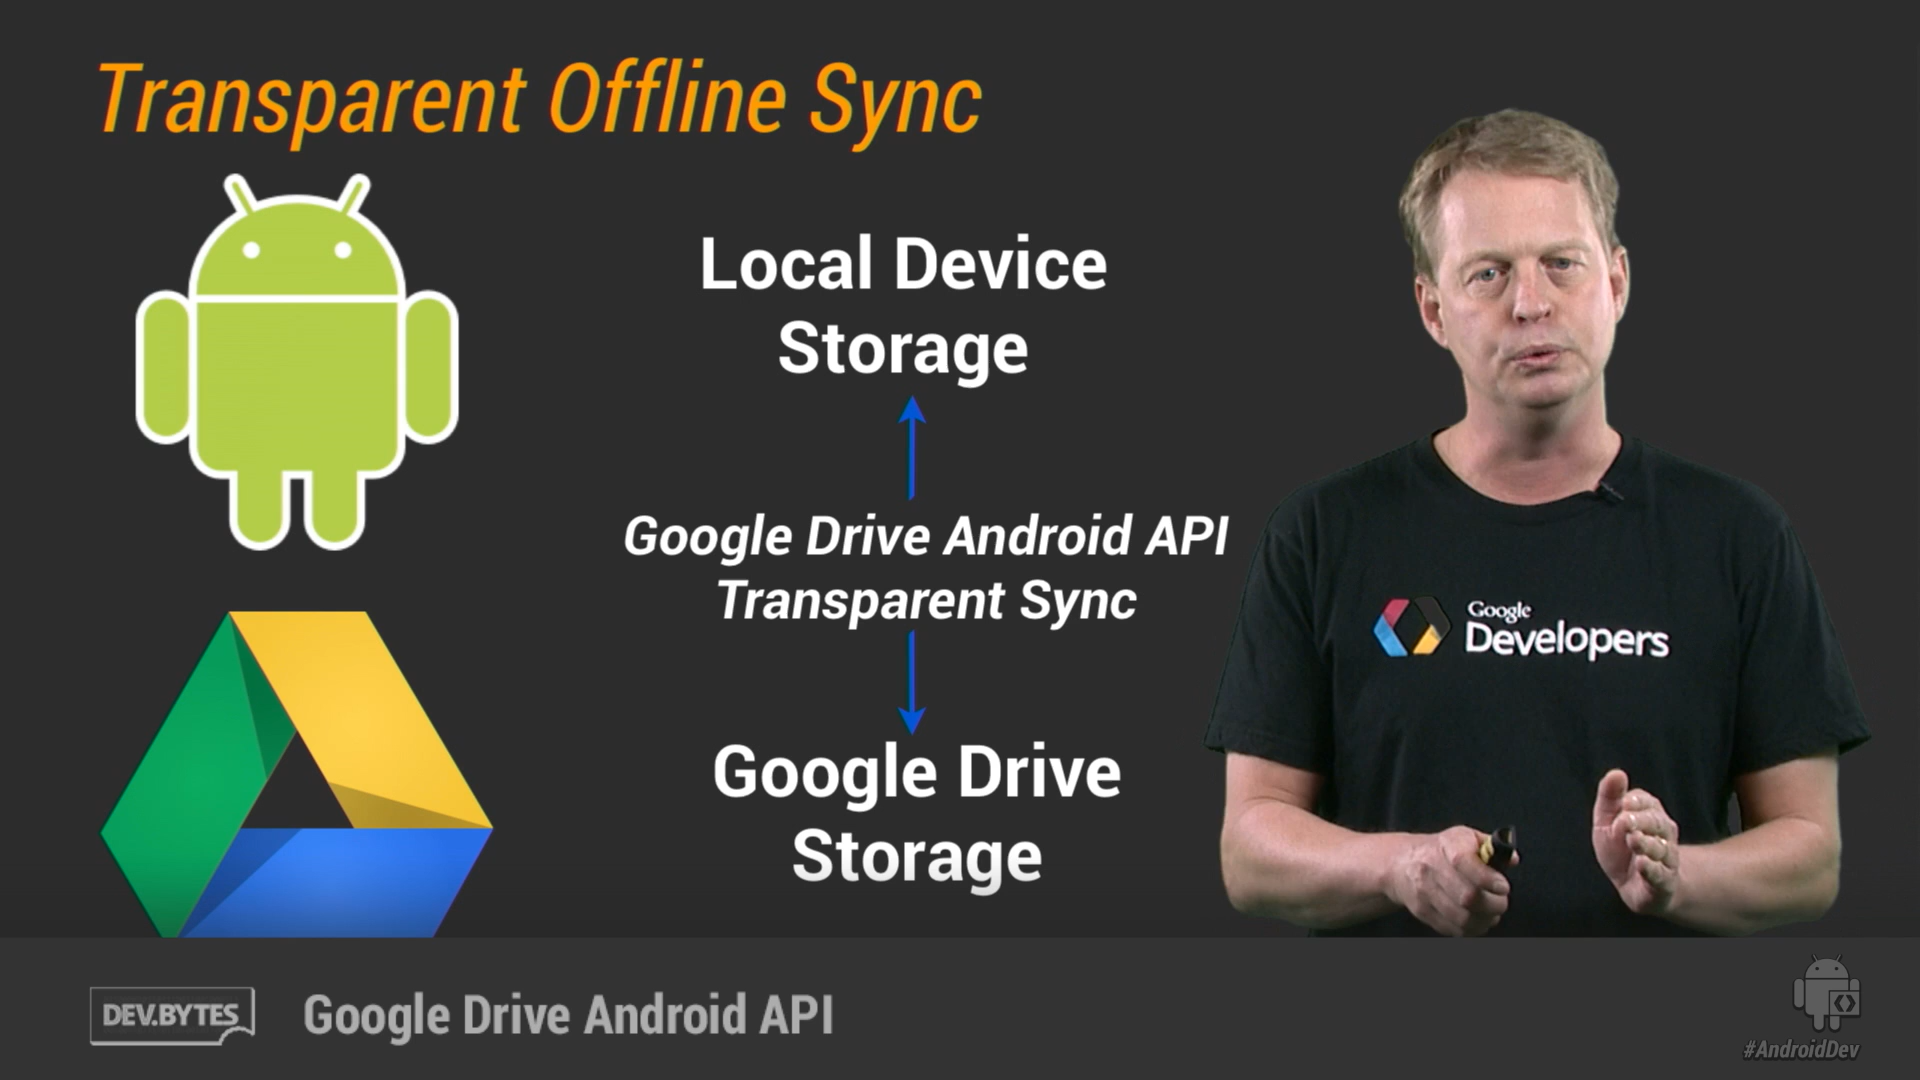 Transparent Offline Sync
Local Device
Storage
Google Drive Android API
Transparent Sync
Google Drive
Storage
Google
Developers
DEV.BYTES
Google Drive Android API
#AndroidDev